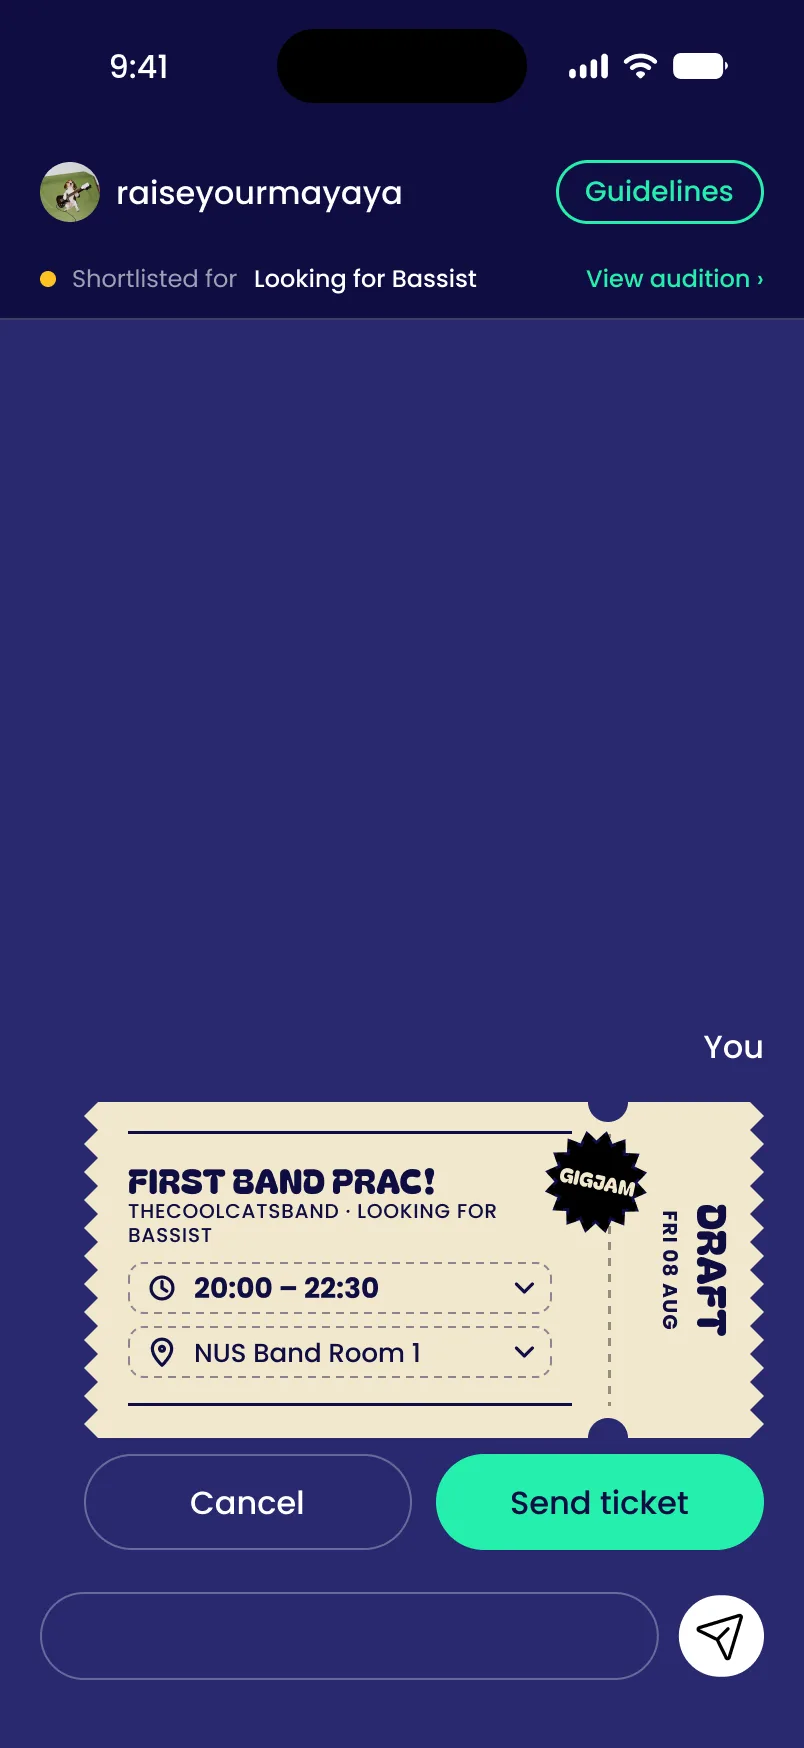 9:41
raiseyourmayaya
Guidelines
Shortlisted for Looking for Bassist
View audition ›
You
FIRST BAND PRAC!
THECOOLCATSBAND · LOOKING FOR
BASSIST
20:00 – 22:30
NUS Band Room 1
GIGJAM
DRAFT
FRI 08 AUG
Cancel
Send ticket